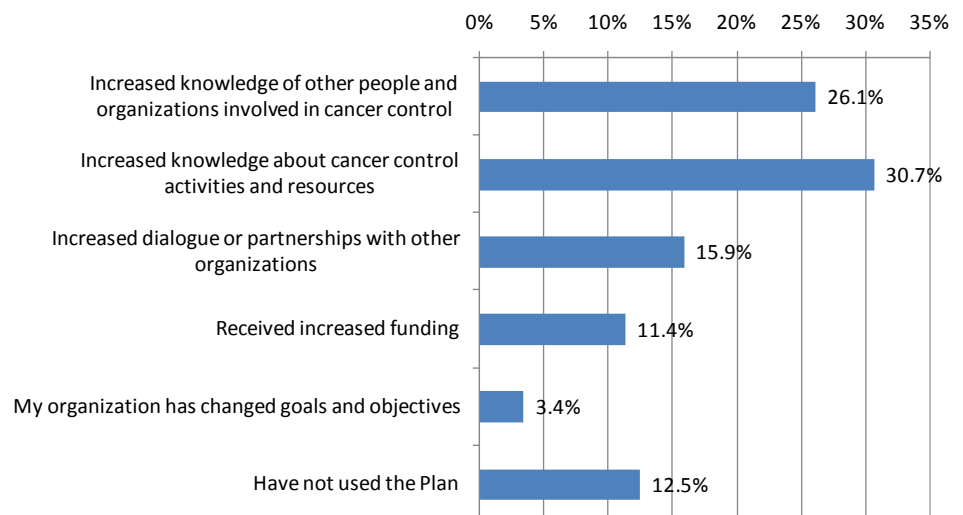 0% 5% 10% 15% 20% 25% 30% 35%
Increased knowledge of other people and
organizations involved in cancer control
26.1%
Increased knowledge about cancer control
activities and resources
30.7%
Increased dialogue or partnerships with other
organizations
15.9%
Received increased funding
11.4%
My organization has changed goals and objectives
3.4%
Have not used the Plan
12.5%